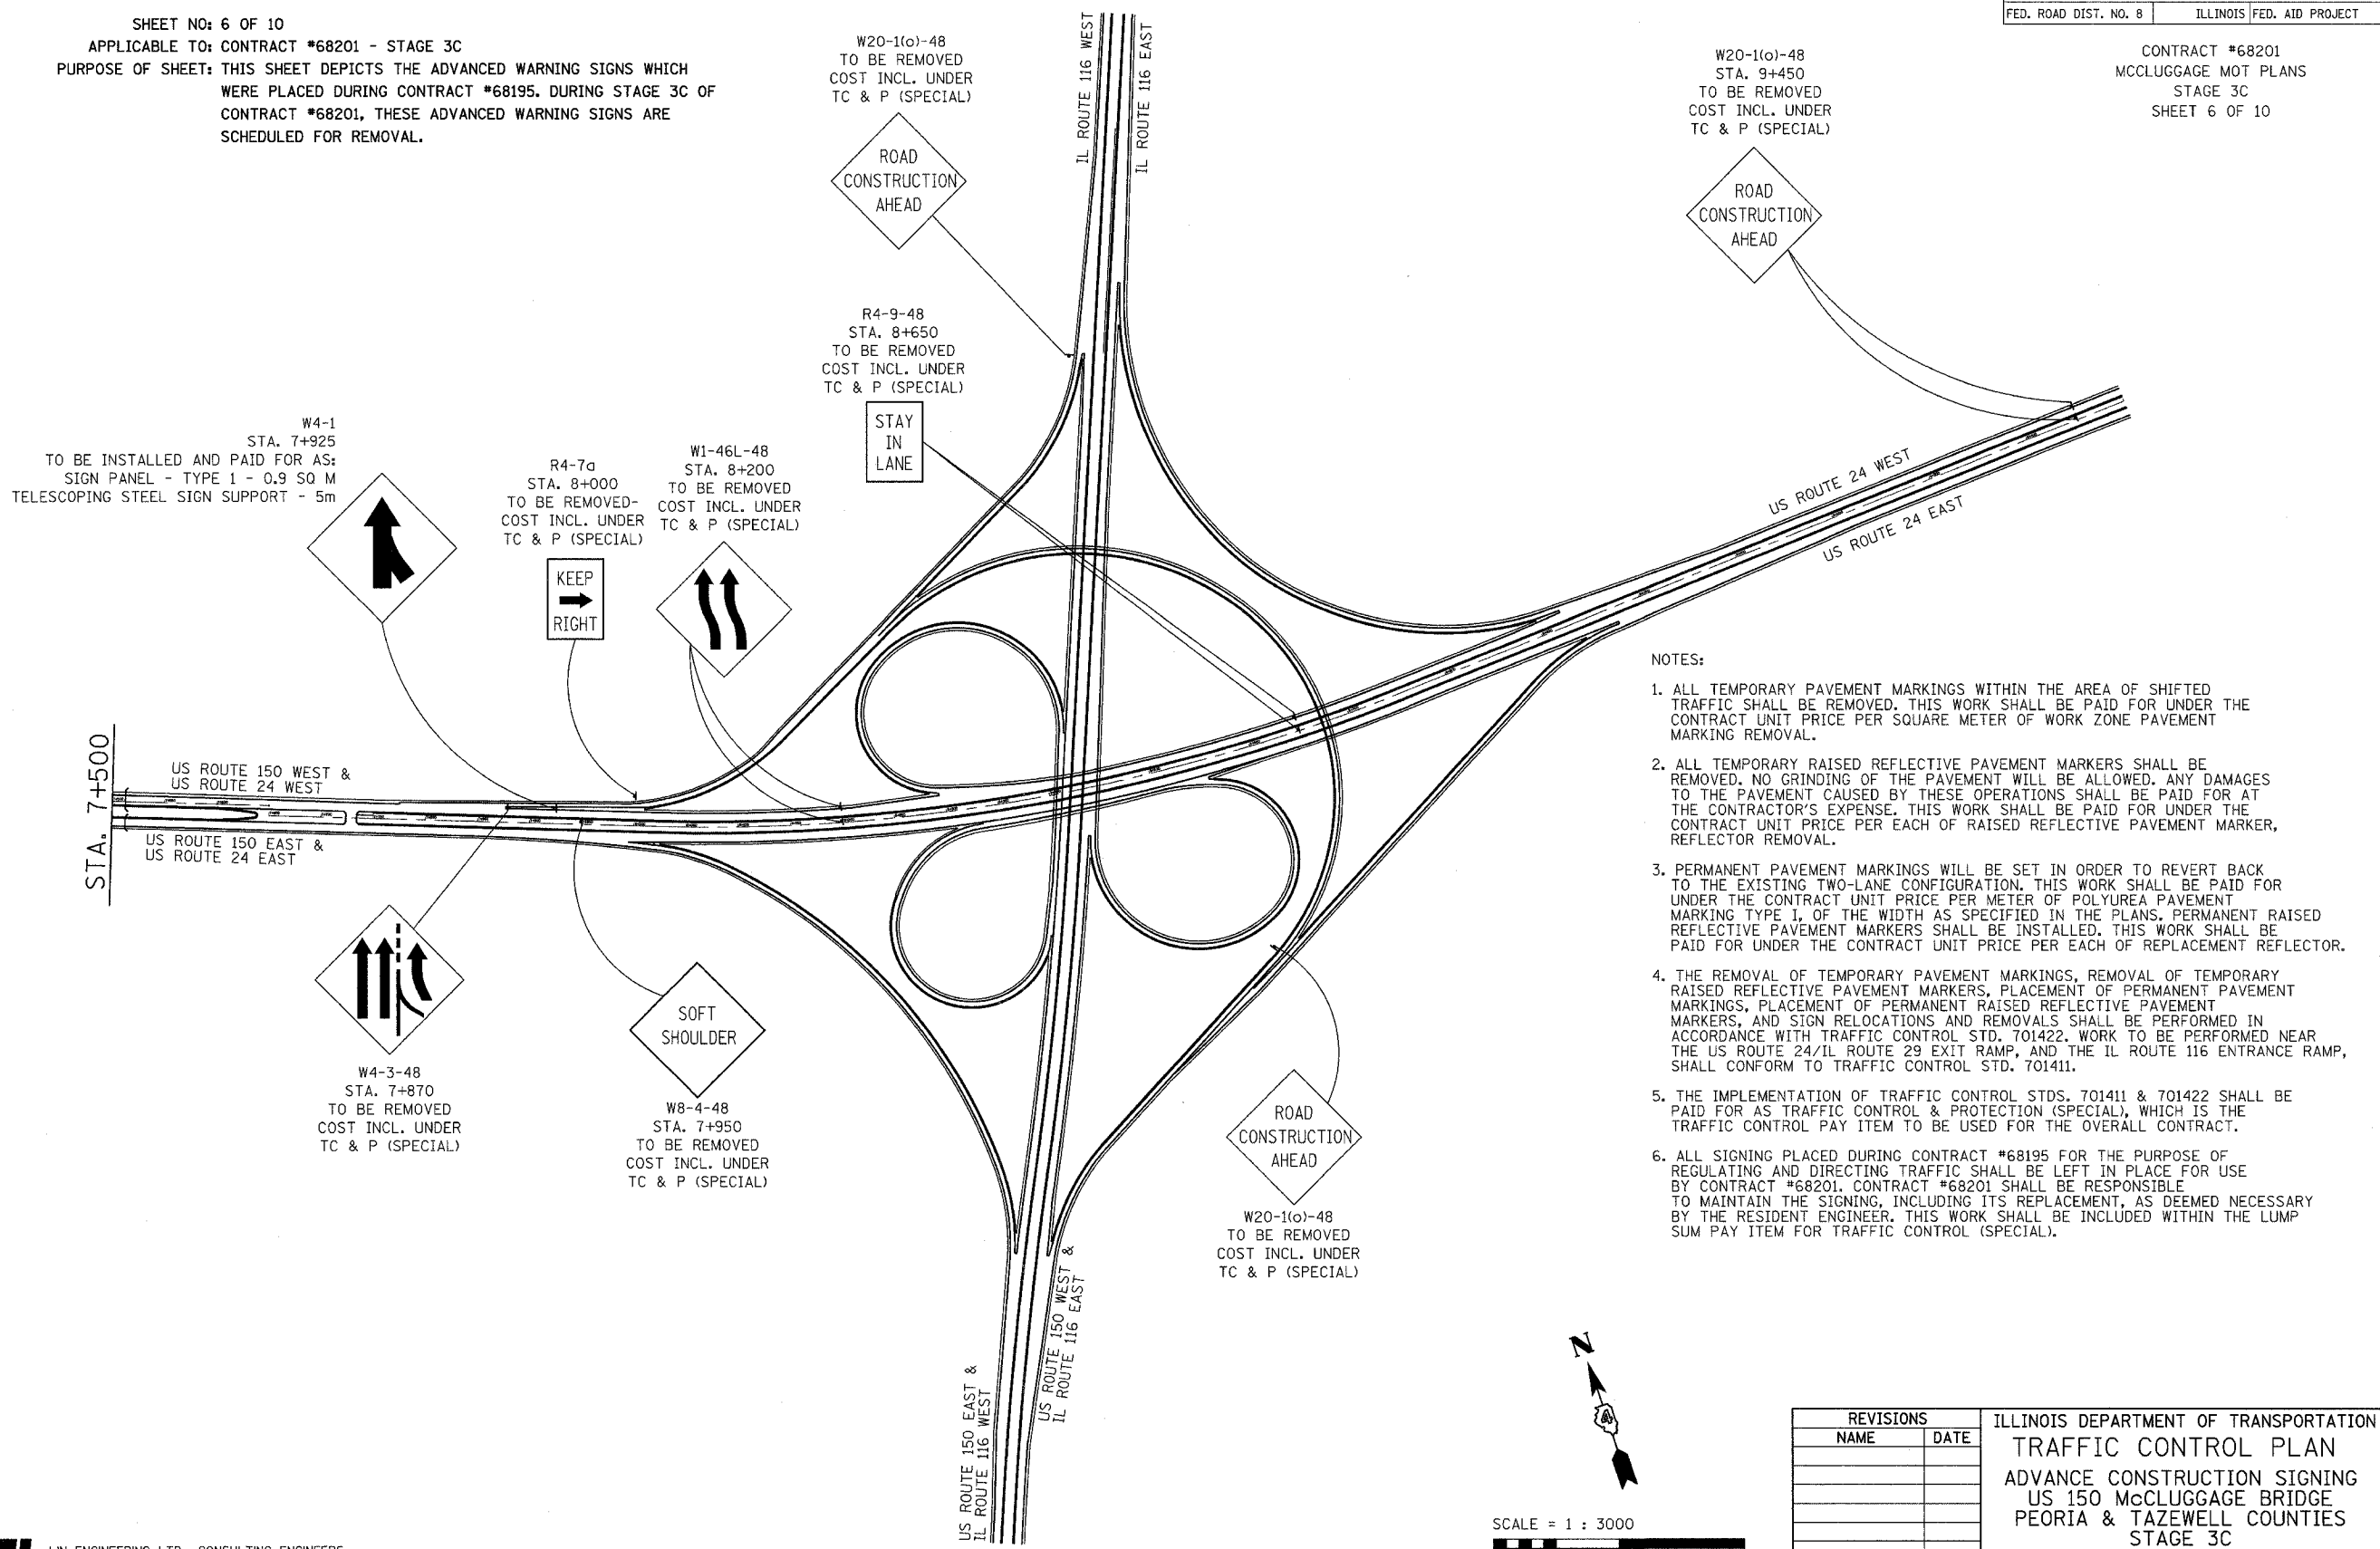 SHEET NO: 6 OF 10
APPLICABLE TO: CONTRACT #68201 - STAGE 3C
PURPOSE OF SHEET: THIS SHEET DEPICTS THE ADVANCED WARNING SIGNS WHICH
WERE PLACED DURING CONTRACT #68195. DURING STAGE 3C OF
CONTRACT #68201, THESE ADVANCED WARNING SIGNS ARE
SCHEDULED FOR REMOVAL.
FED. ROAD DIST. NO. 8 ILLINOIS FED. AID PROJECT
CONTRACT #68201
MCCLUGGAGE MOT PLANS
STAGE 3C
SHEET 6 OF 10
W20-1(o)-48
TO BE REMOVED
COST INCL. UNDER
TC & P (SPECIAL)
ROAD
CONSTRUCTION
AHEAD
IL ROUTE 116 WEST
IL ROUTE 116 EAST
W20-1(o)-48
STA. 9+450
TO BE REMOVED
COST INCL. UNDER
TC & P (SPECIAL)
ROAD
CONSTRUCTION
AHEAD
R4-9-48
STA. 8+650
TO BE REMOVED
COST INCL. UNDER
TC & P (SPECIAL)
STAY
IN
LANE
W4-1
STA. 7+925
TO BE INSTALLED AND PAID FOR AS:
SIGN PANEL - TYPE 1 - 0.9 SQ M
TELESCOPING STEEL SIGN SUPPORT - 5m
R4-7a
STA. 8+000
TO BE REMOVED-
COST INCL. UNDER
TC & P (SPECIAL)
KEEP
RIGHT
W1-46L-48
STA. 8+200
TO BE REMOVED
COST INCL. UNDER
TC & P (SPECIAL)
US ROUTE 24 WEST
US ROUTE 24 EAST
STA. 7+500
US ROUTE 150 WEST &
US ROUTE 24 WEST
US ROUTE 150 EAST &
US ROUTE 24 EAST
W4-3-48
STA. 7+870
TO BE REMOVED
COST INCL. UNDER
TC & P (SPECIAL)
SOFT
SHOULDER
W8-4-48
STA. 7+950
TO BE REMOVED
COST INCL. UNDER
TC & P (SPECIAL)
ROAD
CONSTRUCTION
AHEAD
W20-1(o)-48
TO BE REMOVED
COST INCL. UNDER
TC & P (SPECIAL)
US ROUTE 150 EAST &
IL ROUTE 116 WEST
US ROUTE 150 WEST &
IL ROUTE 116 EAST
NOTES:
1. ALL TEMPORARY PAVEMENT MARKINGS WITHIN THE AREA OF SHIFTED
TRAFFIC SHALL BE REMOVED. THIS WORK SHALL BE PAID FOR UNDER THE
CONTRACT UNIT PRICE PER SQUARE METER OF WORK ZONE PAVEMENT
MARKING REMOVAL.
2. ALL TEMPORARY RAISED REFLECTIVE PAVEMENT MARKERS SHALL BE
REMOVED. NO GRINDING OF THE PAVEMENT WILL BE ALLOWED. ANY DAMAGES
TO THE PAVEMENT CAUSED BY THESE OPERATIONS SHALL BE PAID FOR AT
THE CONTRACTOR'S EXPENSE. THIS WORK SHALL BE PAID FOR UNDER THE
CONTRACT UNIT PRICE PER EACH OF RAISED REFLECTIVE PAVEMENT MARKER,
REFLECTOR REMOVAL.
3. PERMANENT PAVEMENT MARKINGS WILL BE SET IN ORDER TO REVERT BACK
TO THE EXISTING TWO-LANE CONFIGURATION. THIS WORK SHALL BE PAID FOR
UNDER THE CONTRACT UNIT PRICE PER METER OF POLYUREA PAVEMENT
MARKING TYPE I, OF THE WIDTH AS SPECIFIED IN THE PLANS. PERMANENT RAISED
REFLECTIVE PAVEMENT MARKERS SHALL BE INSTALLED. THIS WORK SHALL BE
PAID FOR UNDER THE CONTRACT UNIT PRICE PER EACH OF REPLACEMENT REFLECTOR.
4. THE REMOVAL OF TEMPORARY PAVEMENT MARKINGS, REMOVAL OF TEMPORARY
RAISED REFLECTIVE PAVEMENT MARKERS, PLACEMENT OF PERMANENT PAVEMENT
MARKINGS, PLACEMENT OF PERMANENT RAISED REFLECTIVE PAVEMENT
MARKERS, AND SIGN RELOCATIONS AND REMOVALS SHALL BE PERFORMED IN
ACCORDANCE WITH TRAFFIC CONTROL STD. 701422. WORK TO BE PERFORMED NEAR
THE US ROUTE 24/IL ROUTE 29 EXIT RAMP, AND THE IL ROUTE 116 ENTRANCE RAMP,
SHALL CONFORM TO TRAFFIC CONTROL STD. 701411.
5. THE IMPLEMENTATION OF TRAFFIC CONTROL STDS. 701411 & 701422 SHALL BE
PAID FOR AS TRAFFIC CONTROL & PROTECTION (SPECIAL), WHICH IS THE
TRAFFIC CONTROL PAY ITEM TO BE USED FOR THE OVERALL CONTRACT.
6. ALL SIGNING PLACED DURING CONTRACT #68195 FOR THE PURPOSE OF
REGULATING AND DIRECTING TRAFFIC SHALL BE LEFT IN PLACE FOR USE
BY CONTRACT #68201. CONTRACT #68201 SHALL BE RESPONSIBLE
TO MAINTAIN THE SIGNING, INCLUDING ITS REPLACEMENT, AS DEEMED NECESSARY
BY THE RESIDENT ENGINEER. THIS WORK SHALL BE INCLUDED WITHIN THE LUMP
SUM PAY ITEM FOR TRAFFIC CONTROL (SPECIAL).
N
4
SCALE = 1 : 3000
REVISIONS
NAME DATE
ILLINOIS DEPARTMENT OF TRANSPORTATION
TRAFFIC CONTROL PLAN
ADVANCE CONSTRUCTION SIGNING
US 150 McCLUGGAGE BRIDGE
PEORIA & TAZEWELL COUNTIES
STAGE 3C